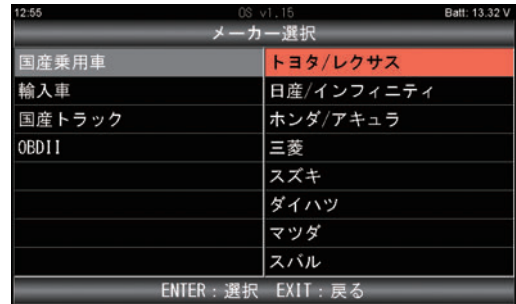 12:55 OS v1.15 Batt: 13.32 V
メーカー選択
国産乗用車 トヨタ/レクサス
輸入車 日産/インフィニティ
国産トラック ホンダ/アキュラ
OBDII 三菱
スズキ
ダイハツ
マツダ
スバル
ENTER：選択 EXIT：戻る